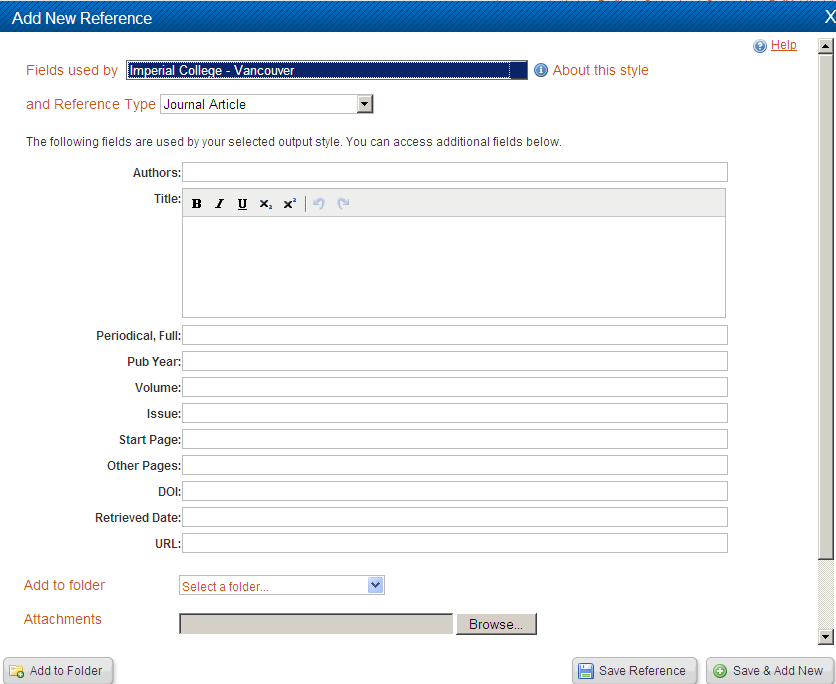 Add New Reference X
Help
Fields used by Imperial College - Vancouver About this style
and Reference Type Journal Article
The following fields are used by your selected output style. You can access additional fields below.
Authors:
Title: B I U x₂ x²
Periodical, Full:
Pub Year:
Volume:
Issue:
Start Page:
Other Pages:
DOI:
Retrieved Date:
URL:
Add to folder Select a folder...
Attachments Browse...
Add to Folder Save Reference Save & Add New